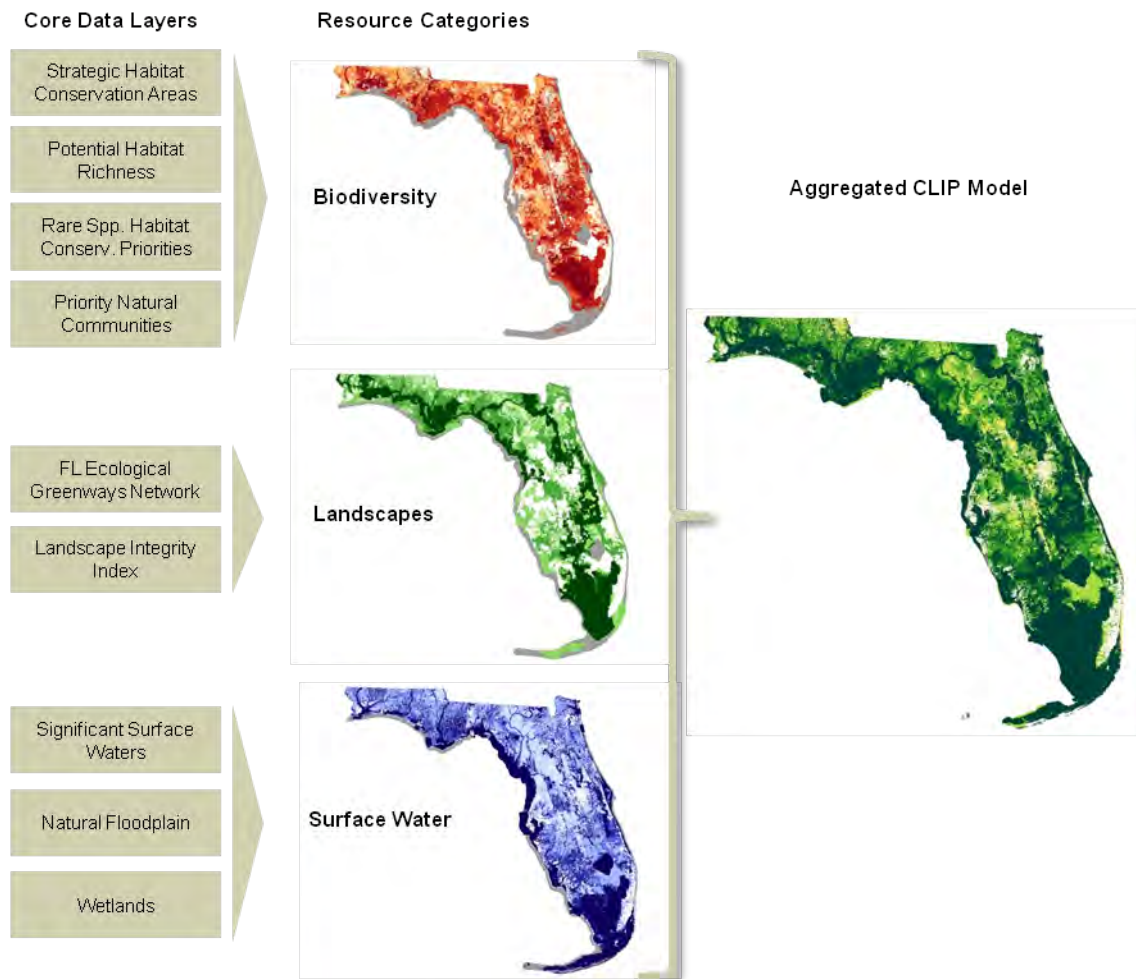 Core Data Layers
Resource Categories
Strategic Habitat
Conservation Areas
Potential Habitat
Richness
Rare Spp. Habitat
Conserv. Priorities
Priority Natural
Communities
Biodiversity
Aggregated CLIP Model
FL Ecological
Greenways Network
Landscape Integrity
Index
Landscapes
Significant Surface
Waters
Natural Floodplain
Wetlands
Surface Water